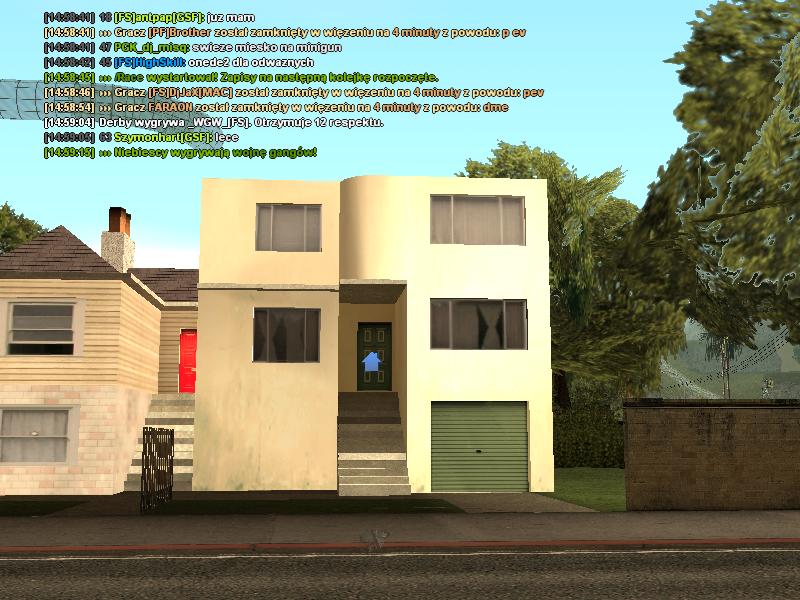 [14:58:41] 18 [FS]antpap[GSF]: juz mam
[14:58:41] ››› Gracz [PF]Brother został zamknięty w więzeniu na 4 minuty z powodu: p ev
[14:58:41] 47 PGK_dj_misq: swieze miesko na minigun
[14:58:42] 45 [FS]HighSkill: onede2 dla odwaznych
[14:58:45] ››› /Race wystartował! Zapisy na następną kolejkę rozpoczęte.
[14:58:46] ››› Gracz [FS]DjJaX[MAC] został zamknięty w więzeniu na 4 minuty z powodu: pev
[14:58:54] ››› Gracz FARAON został zamknięty w więzeniu na 4 minuty z powodu: dme
[14:59:04] Derby wygrywa _WGW_[FS]. Otrzymuje 12 respektu.
[14:59:05] 63 Szymonhart[GSF]: lece
[14:59:15] ››› Niebiescy wygrywają wojnę gangów!